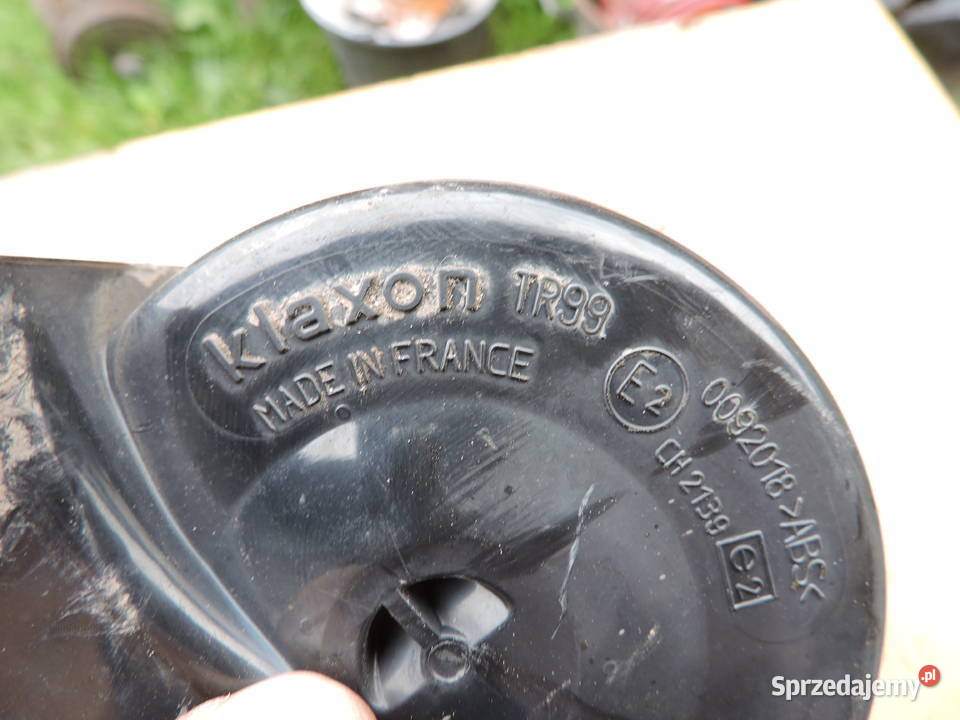 klaxon TR99
MADE IN FRANCE
E2
0092018 >ABS<
CH 2139
e2
Sprzedajemy.pl